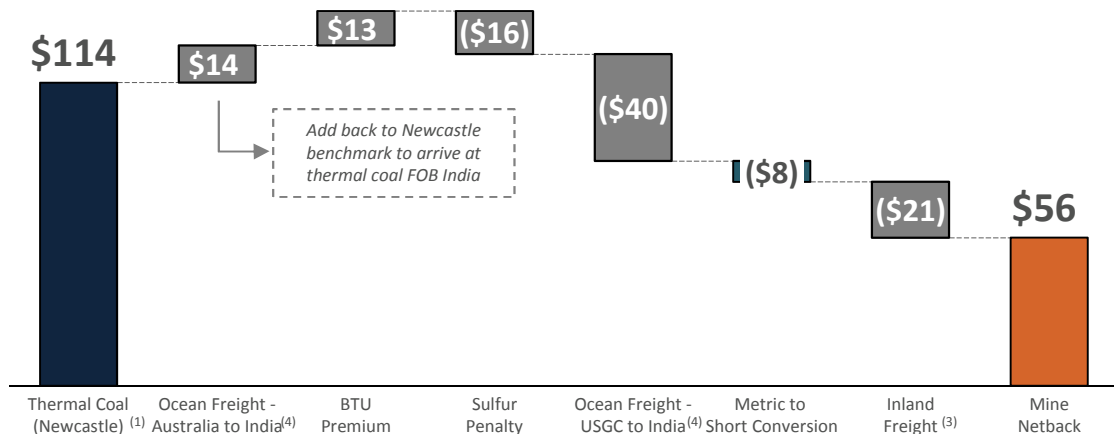 $114
$14
$13
($16)
($40)
($8)
($21)
$56
Add back to Newcastle
benchmark to arrive at
thermal coal FOB India
Thermal Coal
(Newcastle) (1)
Ocean Freight -
Australia to India(4)
BTU
Premium
Sulfur
Penalty
Ocean Freight -
USGC to India(4)
Metric to
Short Conversion
Inland
Freight (3)
Mine
Netback